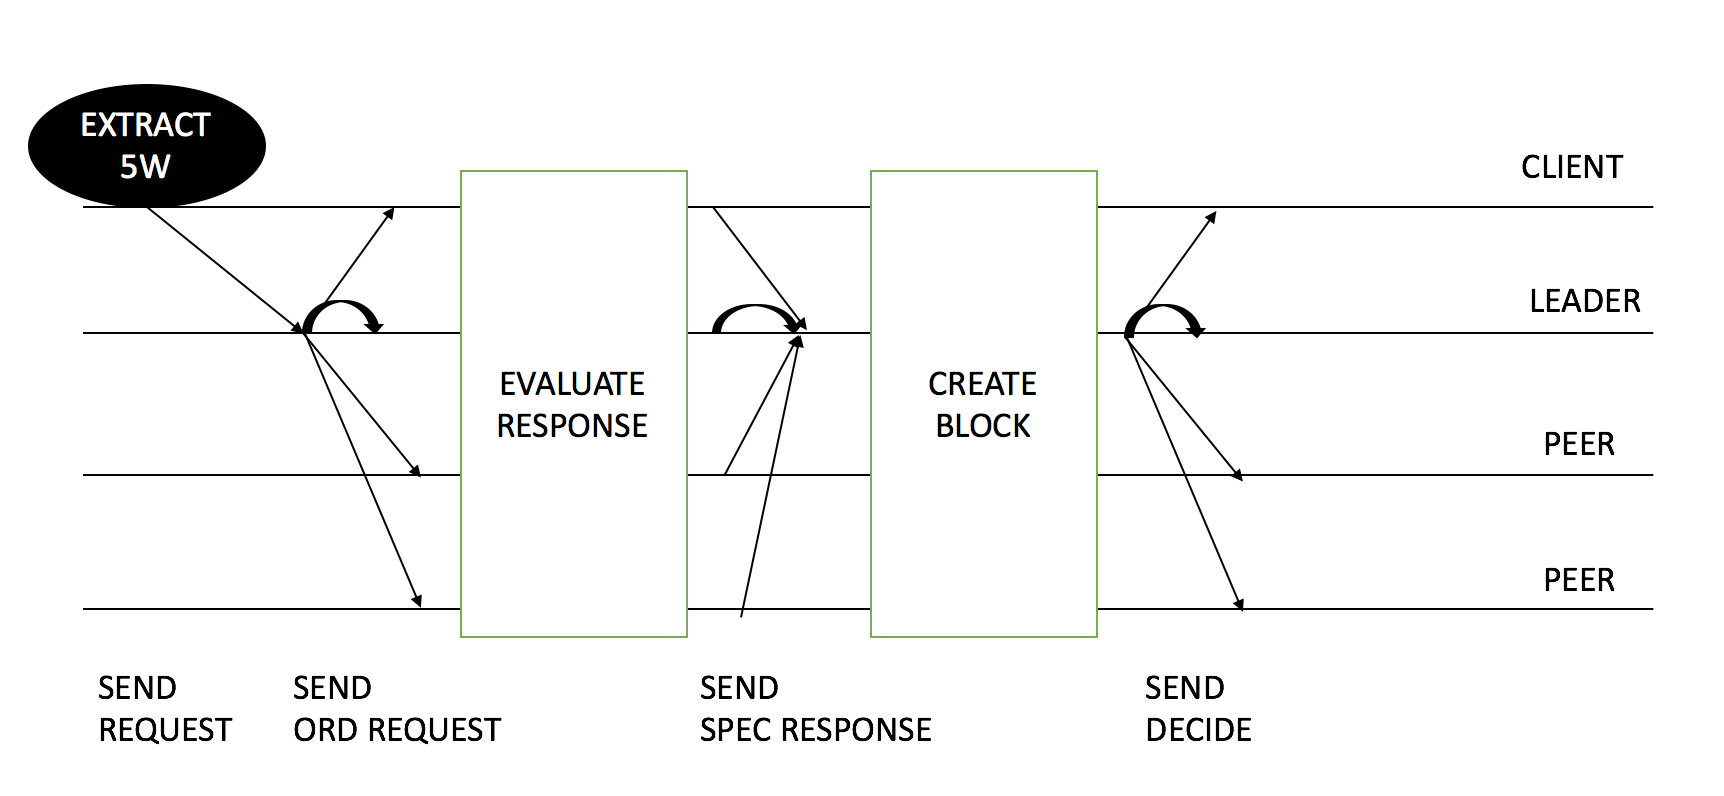 EXTRACT
5W
CLIENT
LEADER
EVALUATE
RESPONSE
CREATE
BLOCK
PEER
PEER
SEND
REQUEST
SEND
ORD REQUEST
SEND
SPEC RESPONSE
SEND
DECIDE